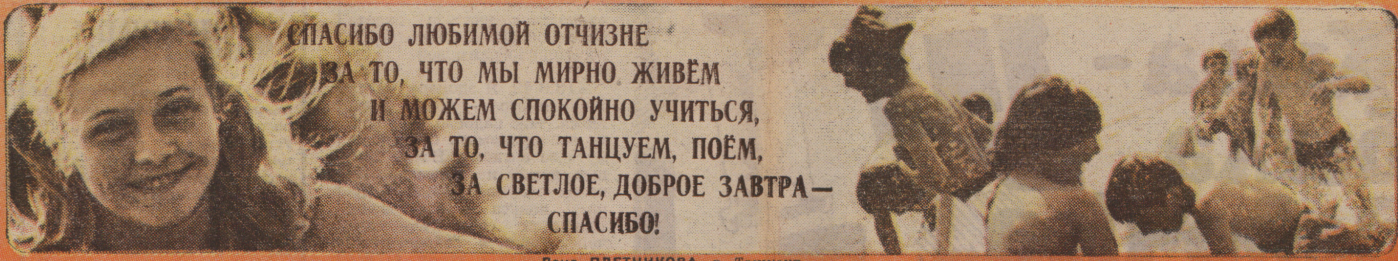 СПАСИБО ЛЮБИМОЙ ОТЧИЗНЕ
ЗА ТО, ЧТО МЫ МИРНО ЖИВЁМ
И МОЖЕМ СПОКОЙНО УЧИТЬСЯ,
ЗА ТО, ЧТО ТАНЦУЕМ, ПОЁМ,
ЗА СВЕТЛОЕ, ДОБРОЕ ЗАВТРА—
СПАСИБО!